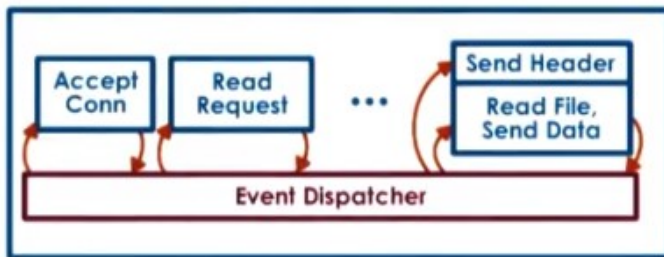 Accept
Conn
Read
Request
...
Send Header
Read File,
Send Data
Event Dispatcher